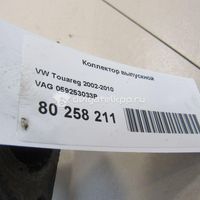 Коллектор выпускной
VW Touareg 2002-2010
VAG 059253033P
80 258 211